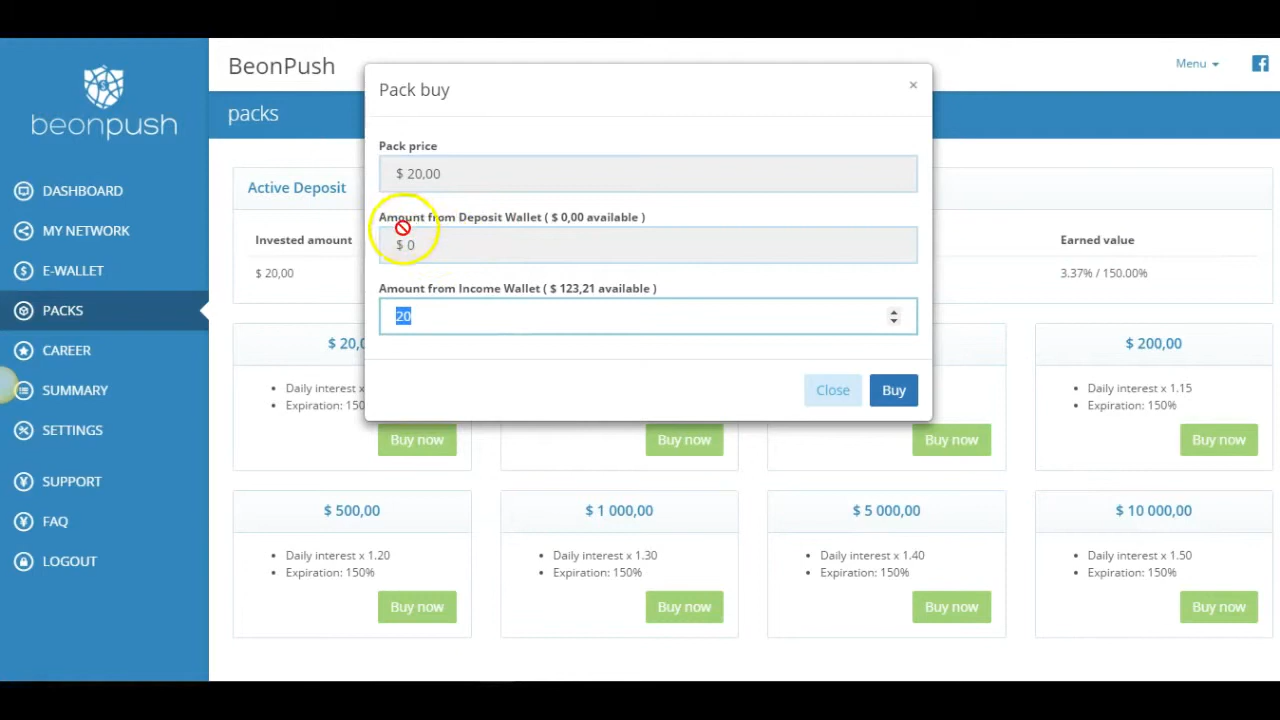 beonpush
DASHBOARD
MY NETWORK
E-WALLET
PACKS
CAREER
SUMMARY
SETTINGS
SUPPORT
FAQ
LOGOUT
BeonPush
Menu
packs
Active Deposit
Invested amount
$ 20,00
Earned value
3.37% / 150.00%
Pack buy
×
Pack price
$ 20,00
Amount from Deposit Wallet ( $ 0,00 available )
$ 0
Amount from Income Wallet ( $ 123,21 available )
20
Close
Buy
$ 20,0
Daily interest x
Expiration: 150
Buy now
Buy now
Buy now
$ 200,00
Daily interest x 1.15
Expiration: 150%
Buy now
$ 500,00
Daily interest x 1.20
Expiration: 150%
Buy now
$ 1 000,00
Daily interest x 1.30
Expiration: 150%
Buy now
$ 5 000,00
Daily interest x 1.40
Expiration: 150%
Buy now
$ 10 000,00
Daily interest x 1.50
Expiration: 150%
Buy now